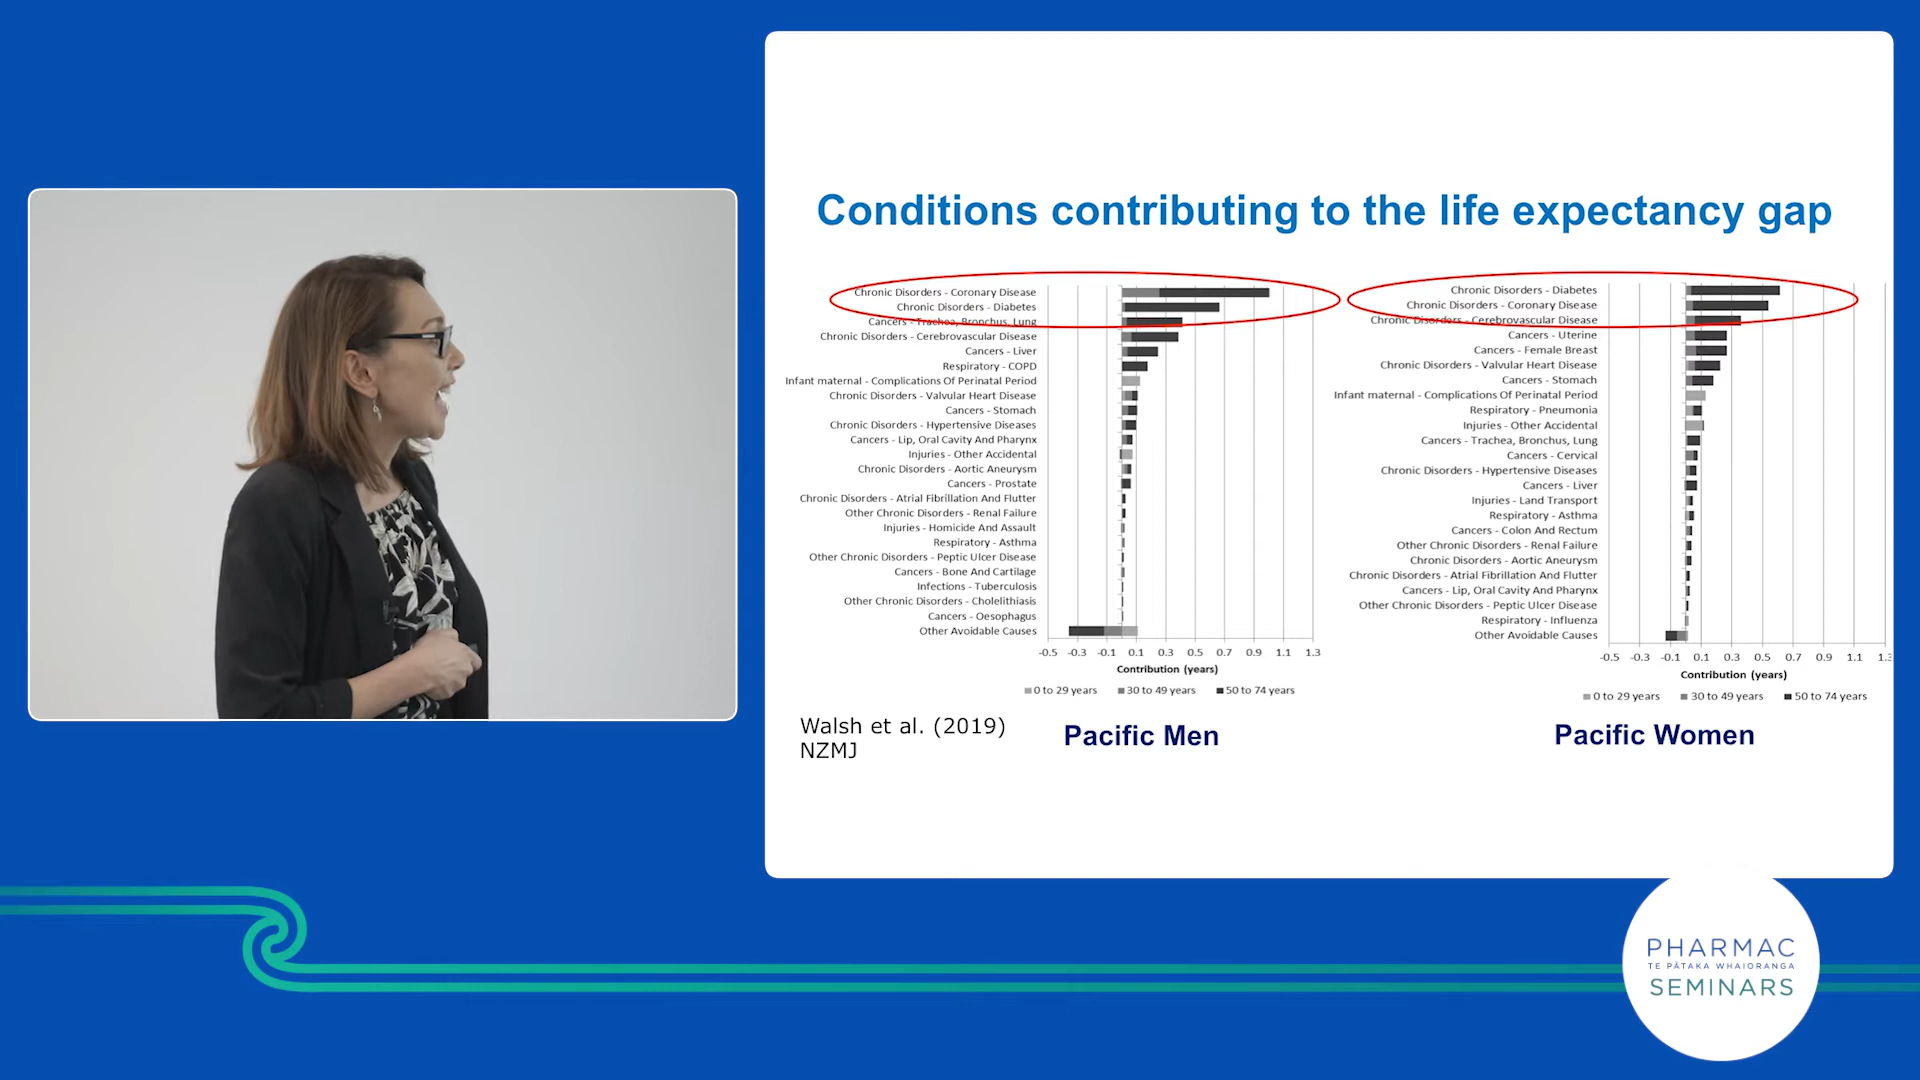 Conditions contributing to the life expectancy gap
Chronic Disorders - Coronary Disease
Chronic Disorders - Diabetes
Cancers - Trachea, Bronchus, Lung
Chronic Disorders - Cerebrovascular Disease
Cancers - Liver
Respiratory - COPD
Infant maternal - Complications Of Perinatal Period
Chronic Disorders - Valvular Heart Disease
Cancers - Stomach
Chronic Disorders - Hypertensive Diseases
Cancers - Lip, Oral Cavity And Pharynx
Injuries - Other Accidental
Chronic Disorders - Aortic Aneurysm
Cancers - Prostate
Chronic Disorders - Atrial Fibrillation And Flutter
Other Chronic Disorders - Renal Failure
Injuries - Homicide And Assault
Respiratory - Asthma
Other Chronic Disorders - Peptic Ulcer Disease
Cancers - Bone And Cartilage
Infections - Tuberculosis
Other Chronic Disorders - Cholelithiasis
Cancers - Oesophagus
Other Avoidable Causes
-0.5 -0.3 -0.1 0.1 0.3 0.5 0.7 0.9 1.1 1.3
Contribution (years)
0 to 29 years 30 to 49 years 50 to 74 years
Walsh et al. (2019)
NZMJ
Pacific Men
Chronic Disorders - Diabetes
Chronic Disorders - Coronary Disease
Chronic Disorders - Cerebrovascular Disease
Cancers - Uterine
Cancers - Female Breast
Chronic Disorders - Valvular Heart Disease
Cancers - Stomach
Infant maternal - Complications Of Perinatal Period
Respiratory - Pneumonia
Injuries - Other Accidental
Cancers - Trachea, Bronchus, Lung
Cancers - Cervical
Chronic Disorders - Hypertensive Diseases
Cancers - Liver
Injuries - Land Transport
Respiratory - Asthma
Cancers - Colon And Rectum
Other Chronic Disorders - Renal Failure
Chronic Disorders - Aortic Aneurysm
Chronic Disorders - Atrial Fibrillation And Flutter
Cancers - Lip, Oral Cavity And Pharynx
Other Chronic Disorders - Peptic Ulcer Disease
Respiratory - Influenza
Other Avoidable Causes
-0.5 -0.3 -0.1 0.1 0.3 0.5 0.7 0.9 1.1 1.3
Contribution (years)
0 to 29 years 30 to 49 years 50 to 74 years
Pacific Women
PHARMAC
TE PĀTAKA WHAIORANGA
SEMINARS